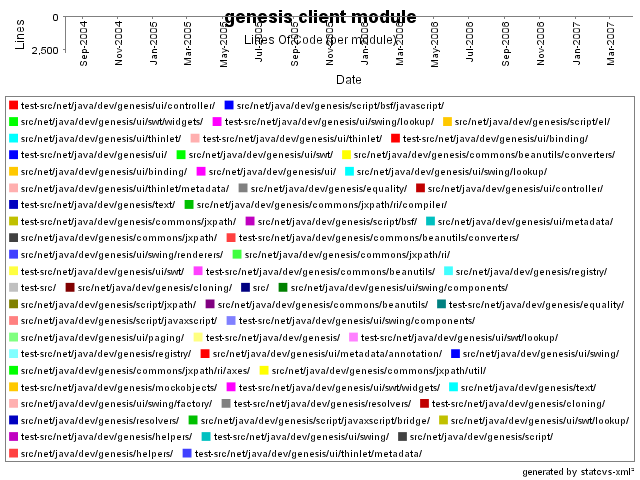 genesis client module
Lines Of Code (per module)
Lines
0
2,500
Sep-2004 Nov-2004 Jan-2005 Mar-2005 May-2005 Jul-2005 Sep-2005 Nov-2005 Jan-2006 Mar-2006 May-2006 Jul-2006 Sep-2006 Nov-2006 Jan-2007 Mar-2007
Date
test-src/net/java/dev/genesis/ui/controller/ src/net/java/dev/genesis/script/bsf/javascript/
src/net/java/dev/genesis/ui/swt/widgets/ test-src/net/java/dev/genesis/ui/swing/lookup/ src/net/java/dev/genesis/script/el/
src/net/java/dev/genesis/ui/thinlet/ test-src/net/java/dev/genesis/ui/thinlet/ test-src/net/java/dev/genesis/ui/binding/
test-src/net/java/dev/genesis/ui/ src/net/java/dev/genesis/ui/swt/ src/net/java/dev/genesis/commons/beanutils/converters/
src/net/java/dev/genesis/ui/binding/ src/net/java/dev/genesis/ui/ src/net/java/dev/genesis/ui/swing/lookup/
src/net/java/dev/genesis/ui/thinlet/metadata/ src/net/java/dev/genesis/equality/ src/net/java/dev/genesis/ui/controller/
test-src/net/java/dev/genesis/text/ src/net/java/dev/genesis/commons/jxpath/ri/compiler/
test-src/net/java/dev/genesis/commons/jxpath/ src/net/java/dev/genesis/script/bsf/ src/net/java/dev/genesis/ui/metadata/
src/net/java/dev/genesis/commons/jxpath/ test-src/net/java/dev/genesis/commons/beanutils/converters/
src/net/java/dev/genesis/ui/swing/renderers/ src/net/java/dev/genesis/commons/jxpath/ri/
test-src/net/java/dev/genesis/ui/swt/ test-src/net/java/dev/genesis/commons/beanutils/ src/net/java/dev/genesis/registry/
test-src/ src/net/java/dev/genesis/cloning/ src/ src/net/java/dev/genesis/ui/swing/components/
src/net/java/dev/genesis/script/jxpath/ src/net/java/dev/genesis/commons/beanutils/ test-src/net/java/dev/genesis/equality/
src/net/java/dev/genesis/script/javaxscript/ test-src/net/java/dev/genesis/ui/swing/components/
src/net/java/dev/genesis/ui/paging/ test-src/net/java/dev/genesis/ test-src/net/java/dev/genesis/ui/swt/lookup/
test-src/net/java/dev/genesis/registry/ src/net/java/dev/genesis/ui/metadata/annotation/ src/net/java/dev/genesis/ui/swing/
src/net/java/dev/genesis/commons/jxpath/ri/axes/ src/net/java/dev/genesis/commons/jxpath/util/
test-src/net/java/dev/genesis/mockobjects/ test-src/net/java/dev/genesis/ui/swt/widgets/ src/net/java/dev/genesis/text/
src/net/java/dev/genesis/ui/swing/factory/ test-src/net/java/dev/genesis/resolvers/ test-src/net/java/dev/genesis/cloning/
src/net/java/dev/genesis/resolvers/ src/net/java/dev/genesis/script/javaxscript/bridge/ src/net/java/dev/genesis/ui/swt/lookup/
test-src/net/java/dev/genesis/helpers/ test-src/net/java/dev/genesis/ui/swing/ src/net/java/dev/genesis/script/
src/net/java/dev/genesis/helpers/ test-src/net/java/dev/genesis/ui/thinlet/metadata/
generated by statcvs-xml²